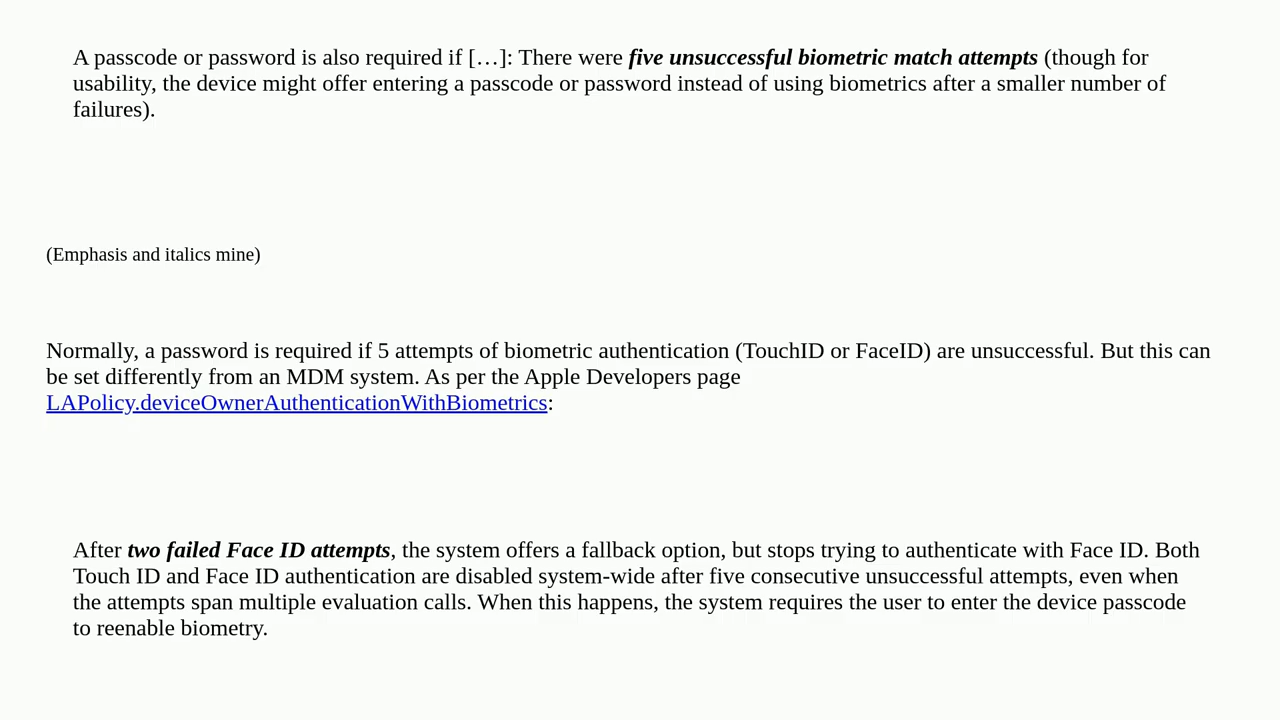 A passcode or password is also required if […]: There were five unsuccessful biometric match attempts (though for
usability, the device might offer entering a passcode or password instead of using biometrics after a smaller number of
failures).
(Emphasis and italics mine)
Normally, a password is required if 5 attempts of biometric authentication (TouchID or FaceID) are unsuccessful. But this can
be set differently from an MDM system. As per the Apple Developers page
LAPolicy.deviceOwnerAuthenticationWithBiometrics:
After two failed Face ID attempts, the system offers a fallback option, but stops trying to authenticate with Face ID. Both
Touch ID and Face ID authentication are disabled system-wide after five consecutive unsuccessful attempts, even when
the attempts span multiple evaluation calls. When this happens, the system requires the user to enter the device passcode
to reenable biometry.